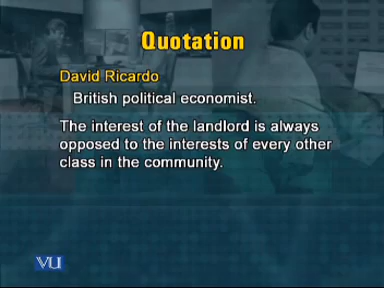 Quotation
David Ricardo
British political economist.
The interest of the landlord is always
opposed to the interests of every other
class in the community.
VU